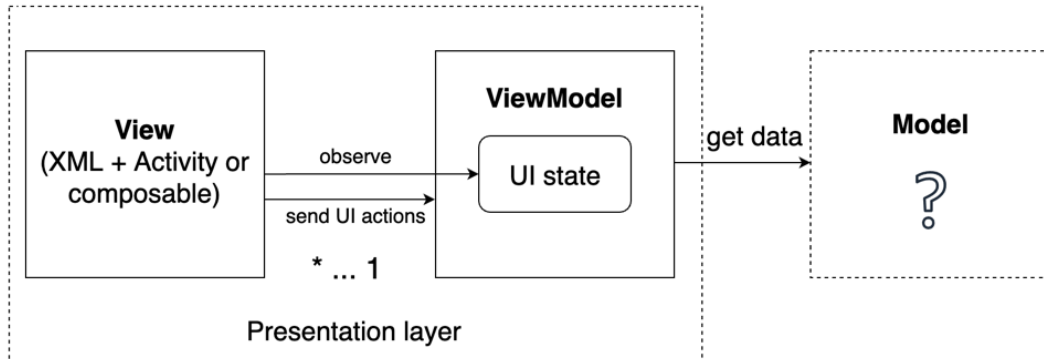 View
(XML + Activity or
composable)
observe
send UI actions
* ... 1
ViewModel
UI state
get data
Model
?
Presentation layer